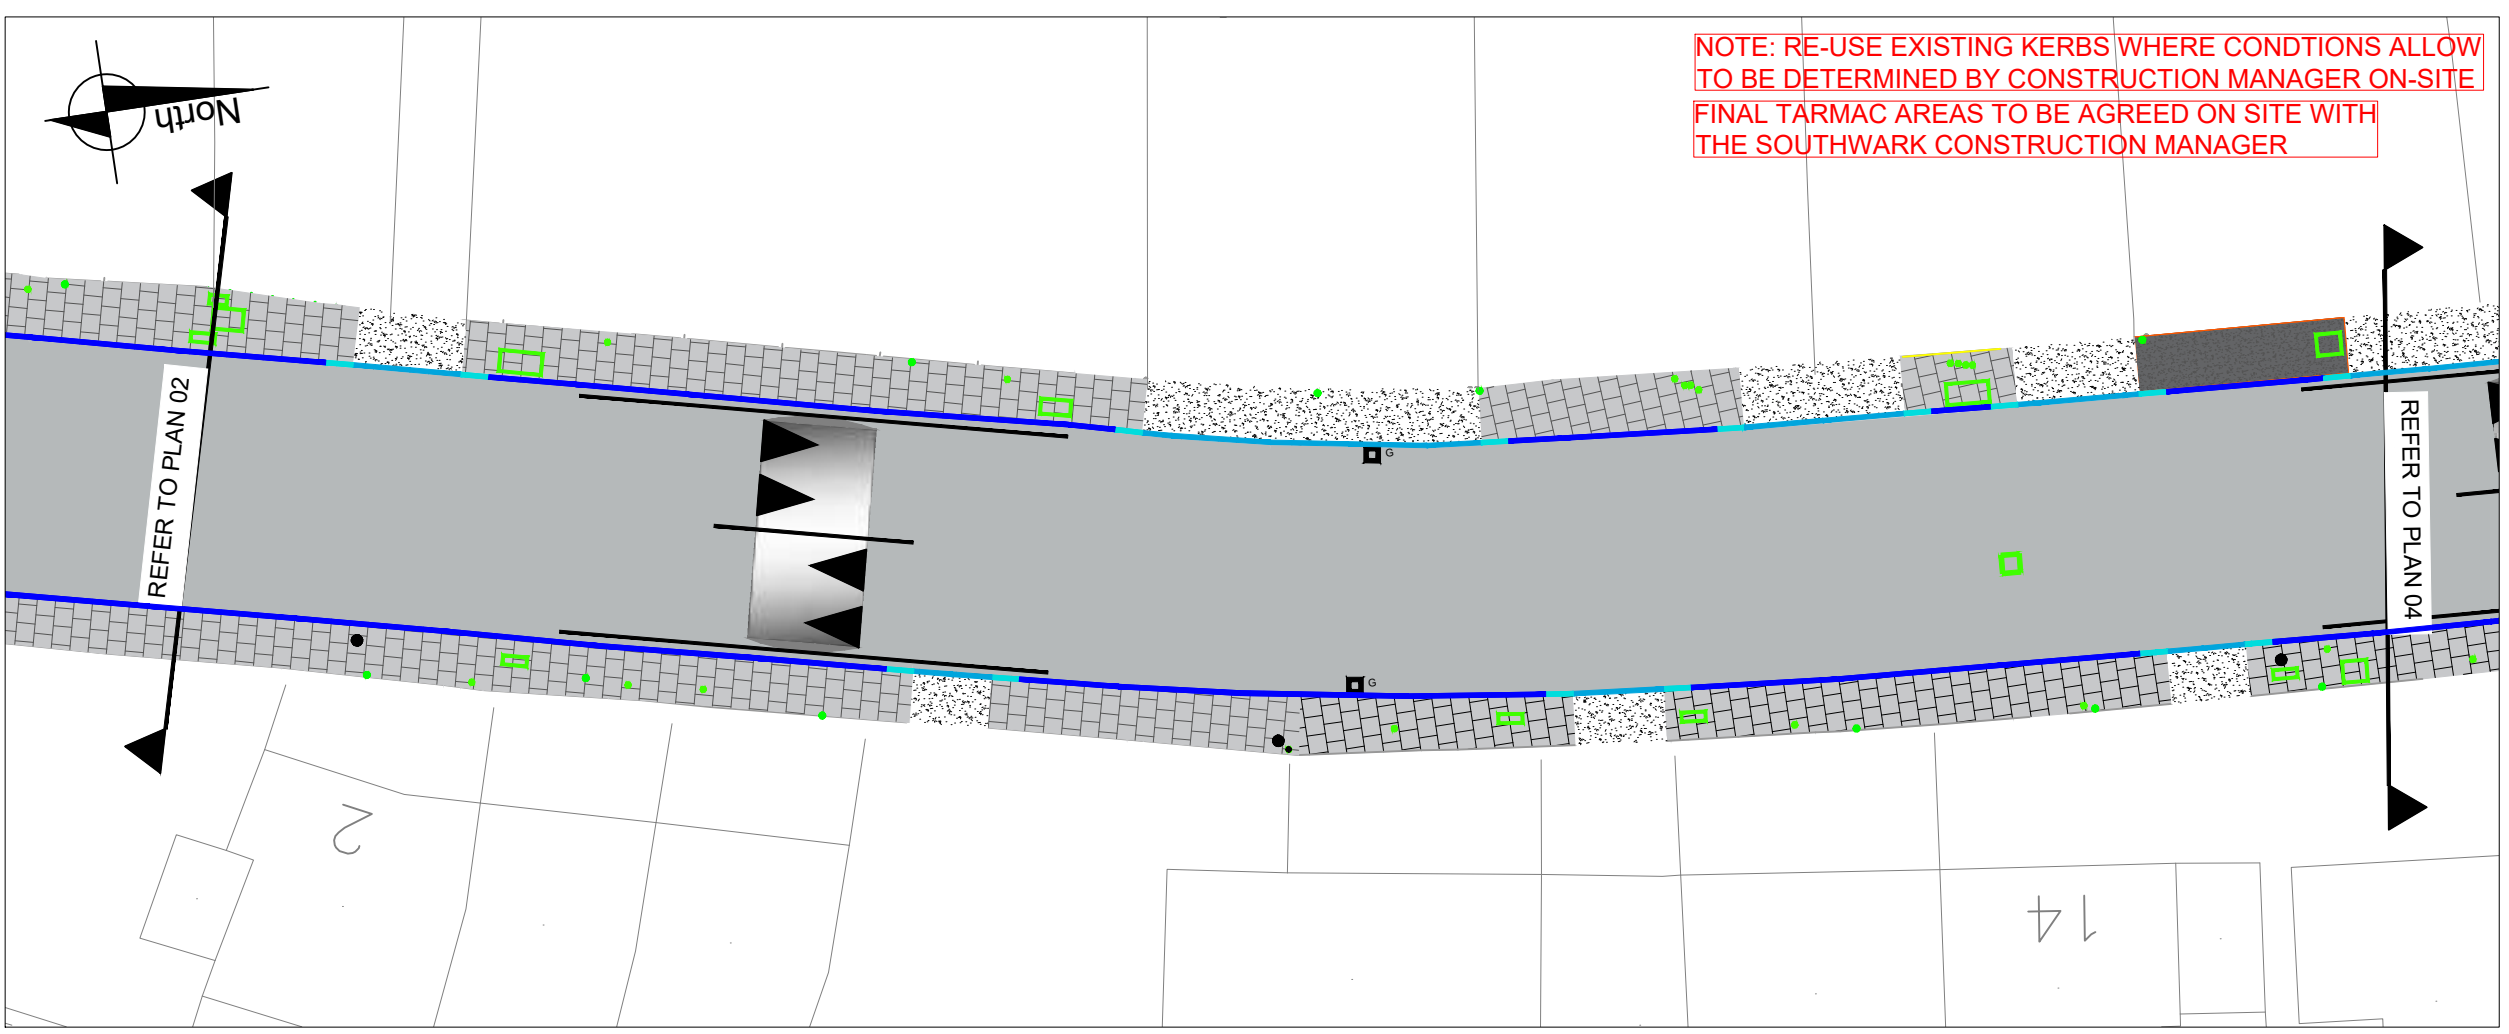 NOTE: RE-USE EXISTING KERBS WHERE CONDTIONS ALLOW
TO BE DETERMINED BY CONSTRUCTION MANAGER ON-SITE
FINAL TARMAC AREAS TO BE AGREED ON SITE WITH
THE SOUTHWARK CONSTRUCTION MANAGER
North
REFER TO PLAN 02
REFER TO PLAN 04
G
G
2
14